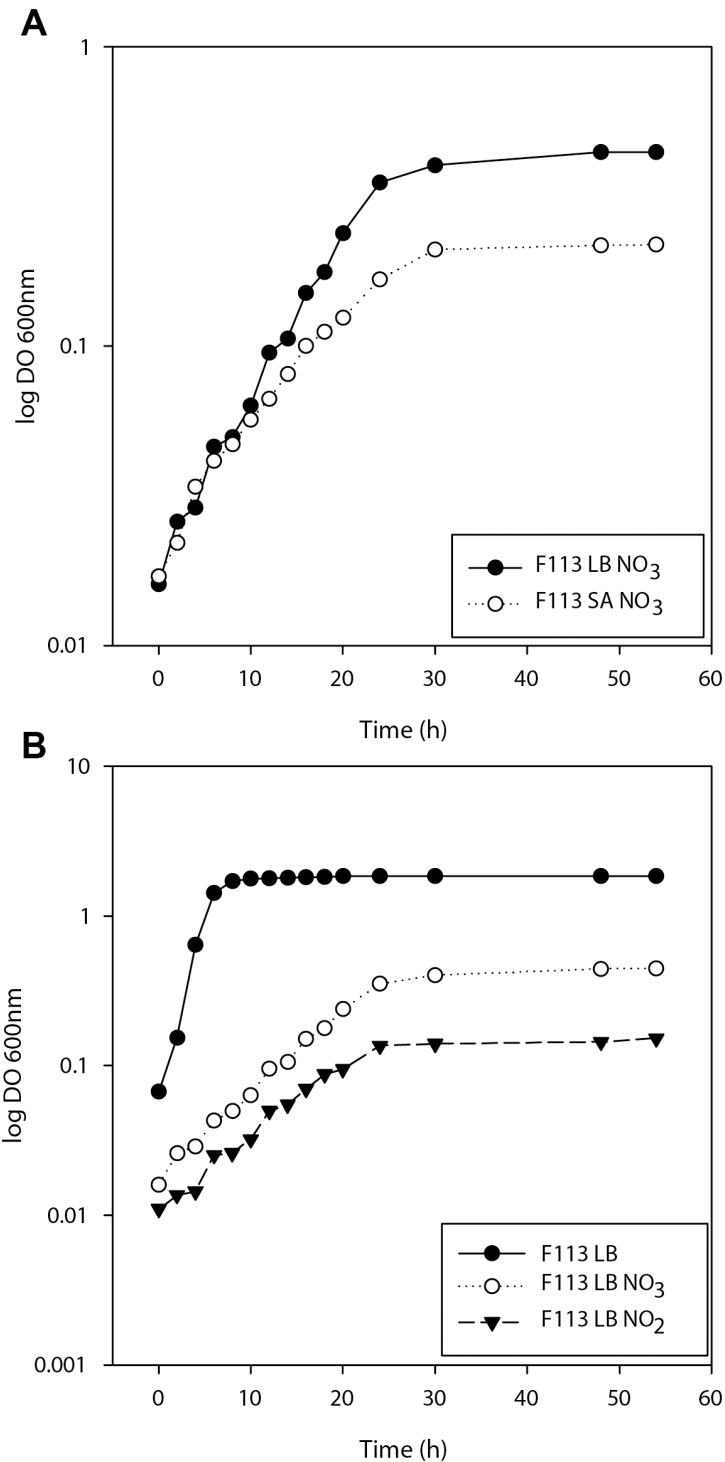 A
1
0.1
0.01
log DO 600nm
F113 LB NO3
F113 SA NO3
0 10 20 30 40 50 60
Time (h)
B
10
1
0.1
0.01
0.001
log DO 600nm
F113 LB
F113 LB NO3
F113 LB NO2
0 10 20 30 40 50 60
Time (h)